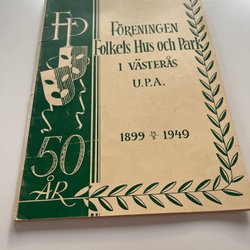 FP
FÖRENINGEN
Folkets Hus och Park
I VÄSTERÅS
U.P.A.
1899 1949
50
ÅR